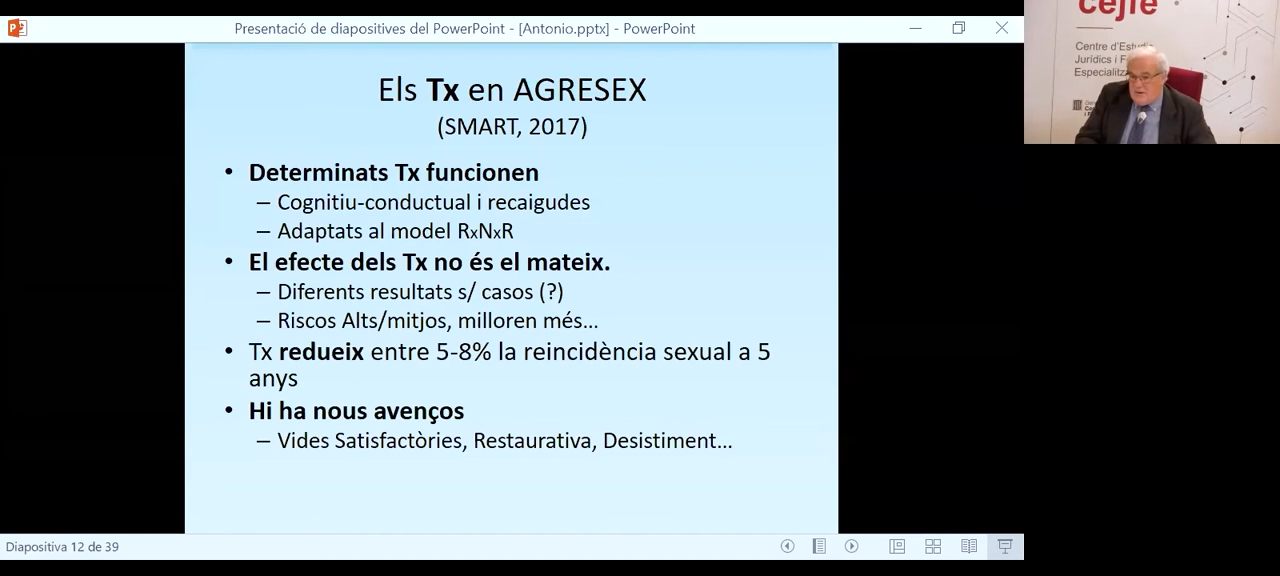 Presentació de diapositives del PowerPoint - [Antonio.pptx] - PowerPoint
Els Tx en AGRESEX
(SMART, 2017)
• Determinats Tx funcionen
– Cognitiu-conductual i recaigudes
– Adaptats al model RxNxR
• El efecte dels Tx no és el mateix.
– Diferents resultats s/ casos (?)
– Riscos Alts/mitjos, milloren més...
• Tx redueix entre 5-8% la reincidència sexual a 5
anys
• Hi ha nous avenços
– Vides Satisfactòries, Restaurativa, Desistiment...
Diapositiva 12 de 39
cejfe
Centre d'Estudis
Jurídics i F
Especialitz